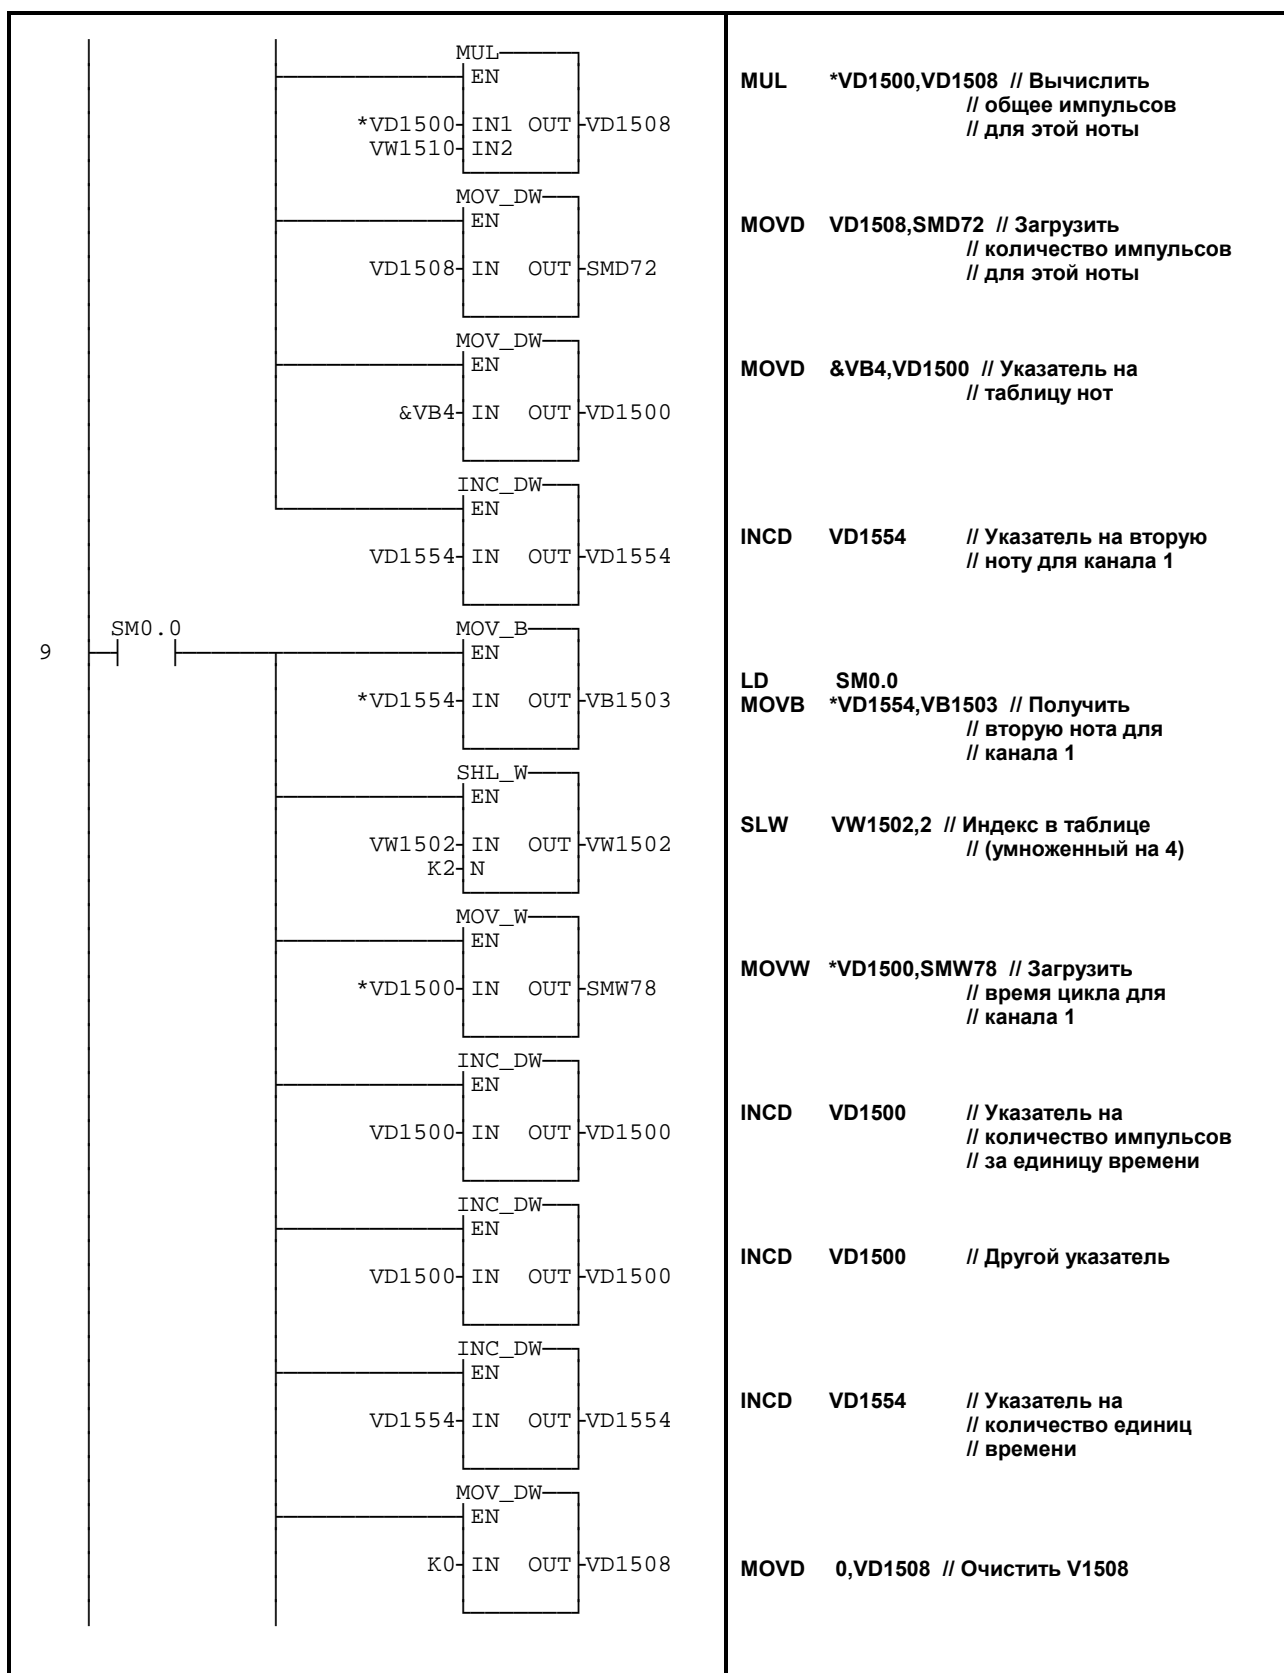 MUL
EN
*VD1500 IN1 OUT VD1508
VW1510 IN2
MOV_DW
EN
VD1508 IN OUT SMD72
MOV_DW
EN
&VB4 IN OUT VD1500
INC_DW
EN
VD1554 IN OUT VD1554
9 SM0.0 MOV_B
EN
*VD1554 IN OUT VB1503
SHL_W
EN
VW1502 IN OUT VW1502
K2 N
MOV_W
EN
*VD1500 IN OUT SMW78
INC_DW
EN
VD1500 IN OUT VD1500
INC_DW
EN
VD1500 IN OUT VD1500
INC_DW
EN
VD1554 IN OUT VD1554
MOV_DW
EN
K0 IN OUT VD1508
MUL *VD1500,VD1508 // Вычислить
// общее импульсов
// для этой ноты
MOVD VD1508,SMD72 // Загрузить
// количество импульсов
// для этой ноты
MOVD &VB4,VD1500 // Указатель на
// таблицу нот
INCD VD1554 // Указатель на вторую
// ноту для канала 1
LD SM0.0
MOVB *VD1554,VB1503 // Получить
// вторую нота для
// канала 1
SLW VW1502,2 // Индекс в таблице
// (умноженный на 4)
MOVW *VD1500,SMW78 // Загрузить
// время цикла для
// канала 1
INCD VD1500 // Указатель на
// количество импульсов
// за единицу времени
INCD VD1500 // Другой указатель
INCD VD1554 // Указатель на
// количество единиц
// времени
MOVD 0,VD1508 // Очистить V1508